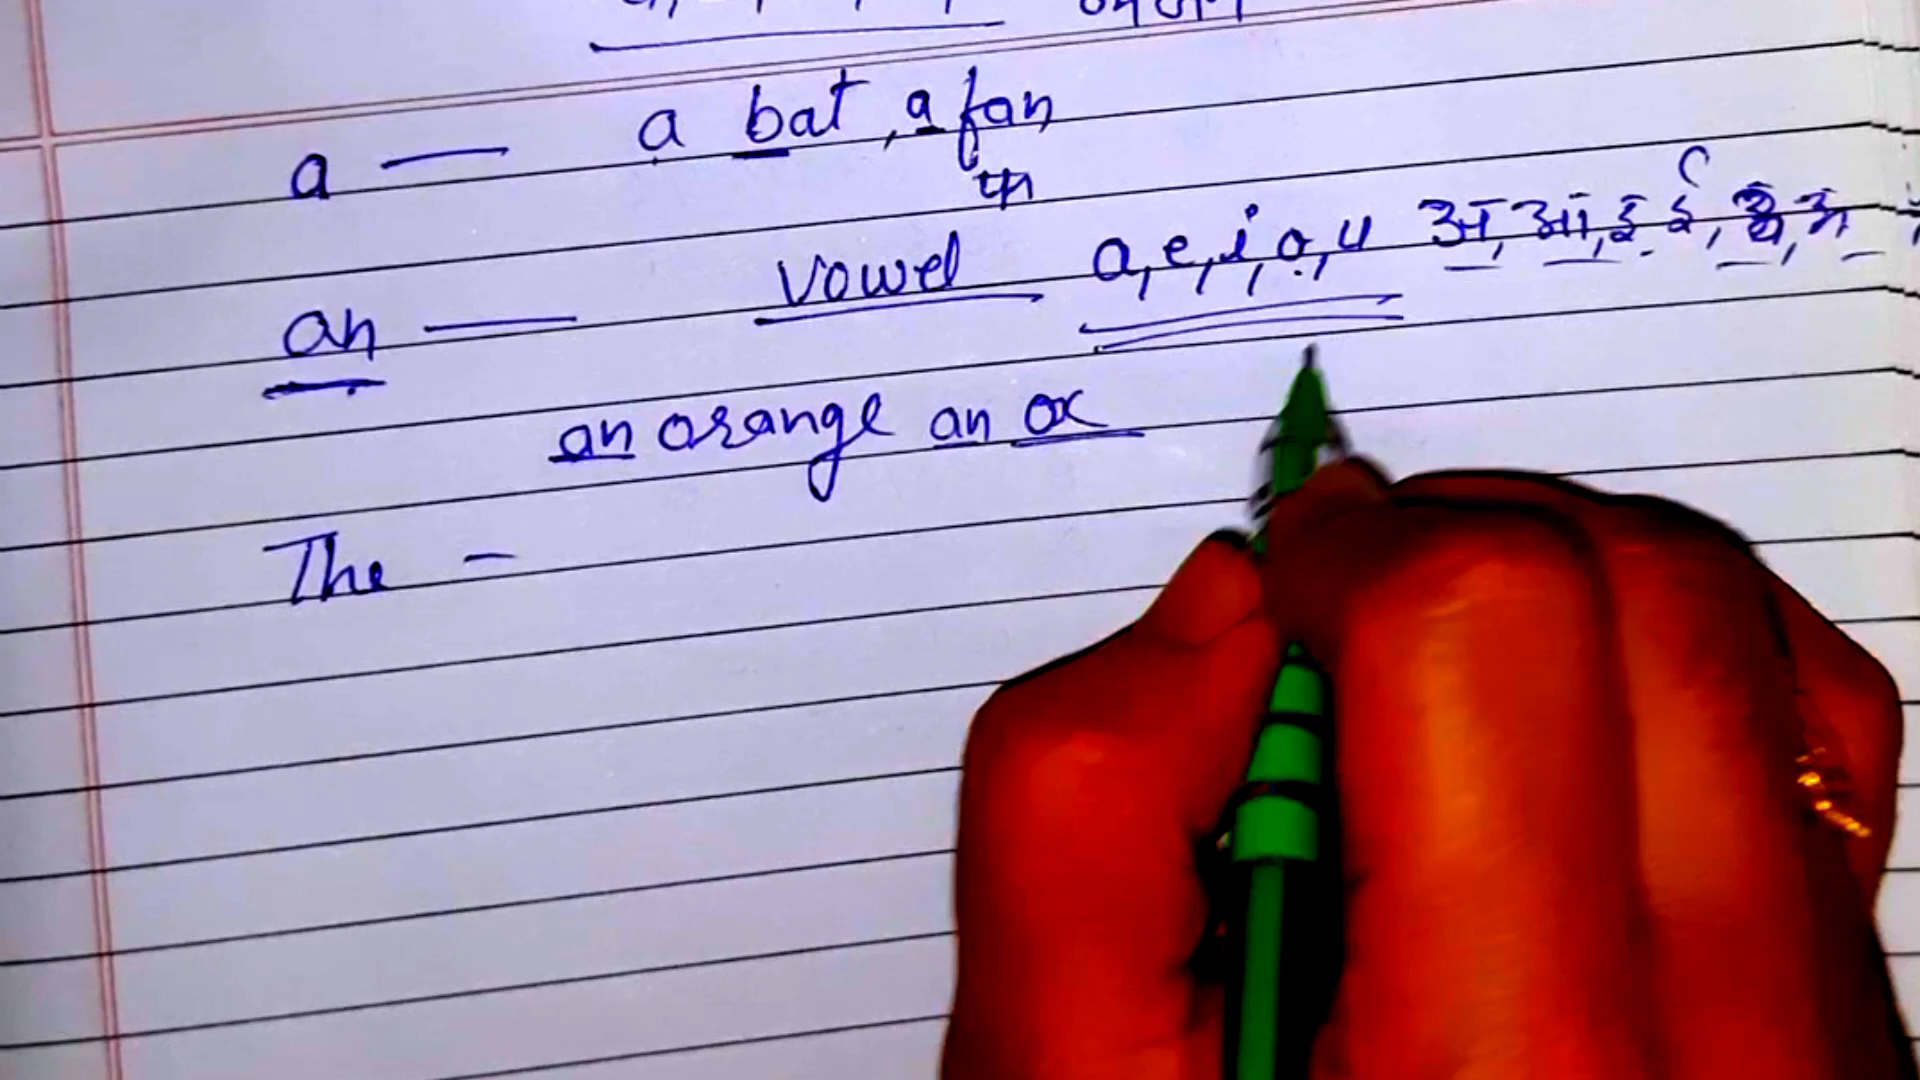 a — a bat, a fan
फ
an — vowel a, e, i, o, u अ, आ, इ, ई,
an orange an ox
The -